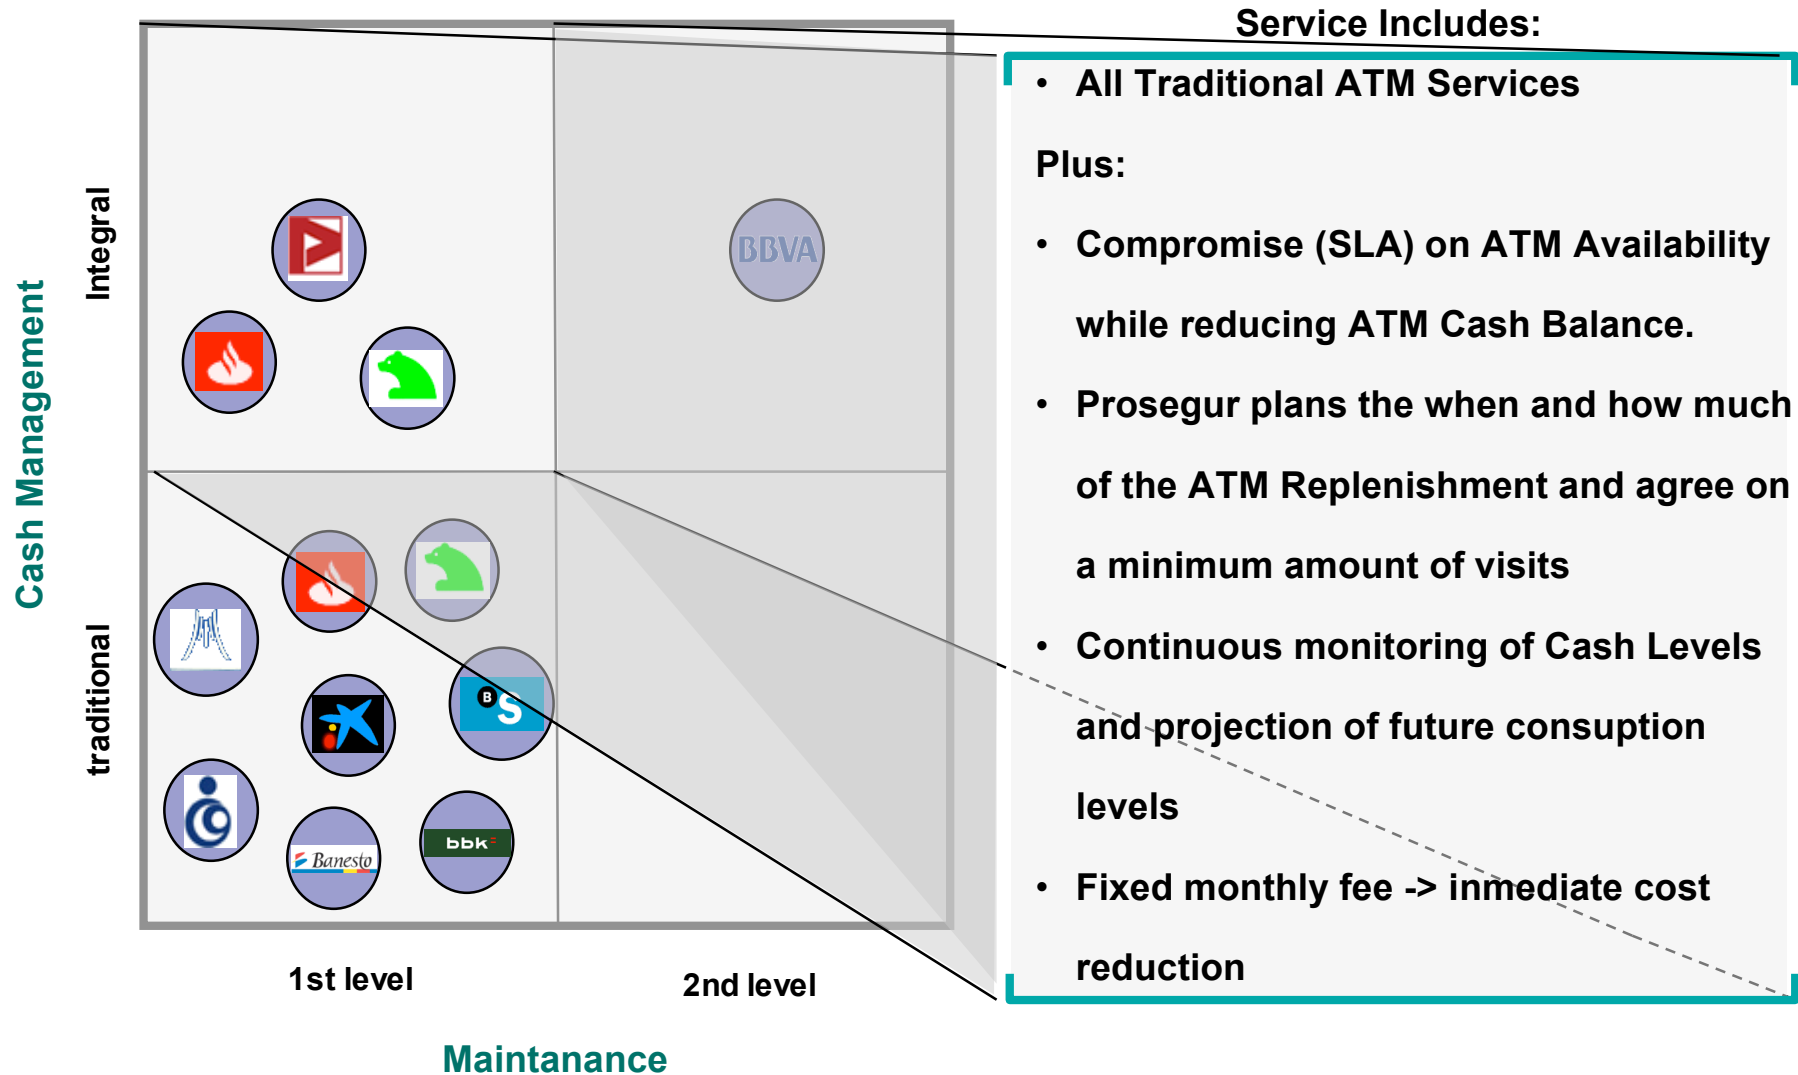 Service Includes:
• All Traditional ATM Services
Plus:
• Compromise (SLA) on ATM Availability
while reducing ATM Cash Balance.
• Prosegur plans the when and how much
of the ATM Replenishment and agree on
a minimum amount of visits
• Continuous monitoring of Cash Levels
and projection of future consuption
levels
• Fixed monthly fee -> inmediate cost
reduction
Cash Management
Integral
traditional
BBVA
B S
Banesto
bbk
1st level
2nd level
Maintanance